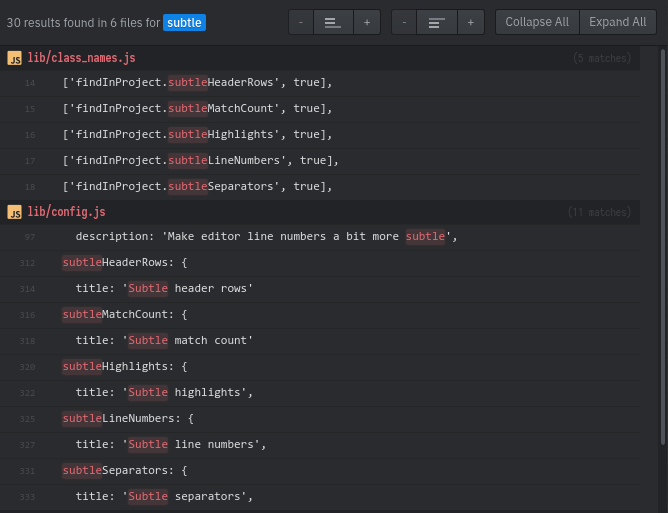 30 results found in 6 files for subtle - + - + Collapse All Expand All
JS lib/class_names.js (5 matches)
14 ['findInProject.subtleHeaderRows', true],
15 ['findInProject.subtleMatchCount', true],
16 ['findInProject.subtleHighlights', true],
17 ['findInProject.subtleLineNumbers', true],
18 ['findInProject.subtleSeparators', true],
JS lib/config.js (11 matches)
97 description: 'Make editor line numbers a bit more subtle',
312 subtleHeaderRows: {
314 title: 'Subtle header rows'
316 subtleMatchCount: {
318 title: 'Subtle match count'
320 subtleHighlights: {
322 title: 'Subtle highlights',
325 subtleLineNumbers: {
327 title: 'Subtle line numbers',
331 subtleSeparators: {
333 title: 'Subtle separators',